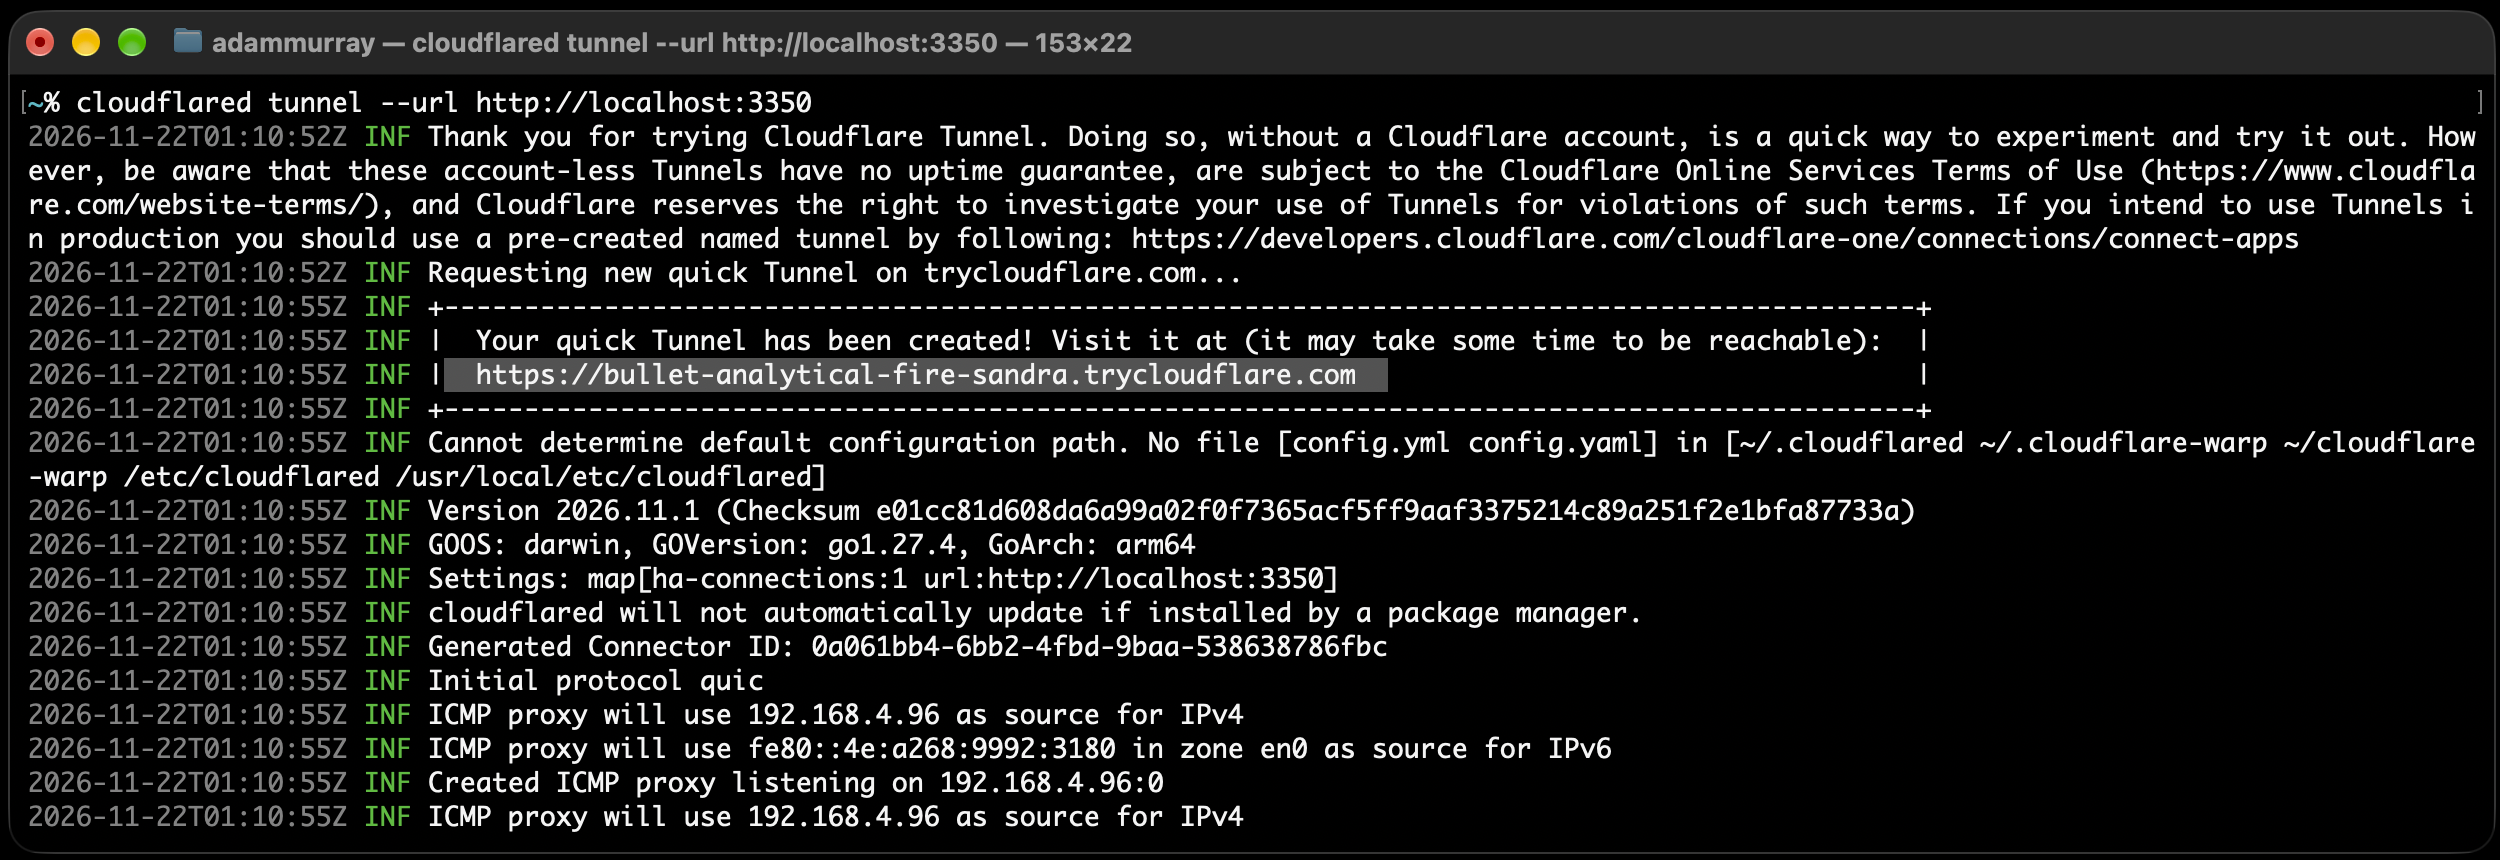 adammurray — cloudflared tunnel --url http://localhost:3350 — 153×22
[~% cloudflared tunnel --url http://localhost:3350 ]
2026-11-22T01:10:52Z INF Thank you for trying Cloudflare Tunnel. Doing so, without a Cloudflare account, is a quick way to experiment and try it out. How
ever, be aware that these account-less Tunnels have no uptime guarantee, are subject to the Cloudflare Online Services Terms of Use (https://www.cloudfla
re.com/website-terms/), and Cloudflare reserves the right to investigate your use of Tunnels for violations of such terms. If you intend to use Tunnels i
n production you should use a pre-created named tunnel by following: https://developers.cloudflare.com/cloudflare-one/connections/connect-apps
2026-11-22T01:10:52Z INF Requesting new quick Tunnel on trycloudflare.com...
2026-11-22T01:10:55Z INF +--------------------------------------------------------------------------------------------+
2026-11-22T01:10:55Z INF |  Your quick Tunnel has been created! Visit it at (it may take some time to be reachable):  |
2026-11-22T01:10:55Z INF |  https://bullet-analytical-fire-sandra.trycloudflare.com                                   |
2026-11-22T01:10:55Z INF +--------------------------------------------------------------------------------------------+
2026-11-22T01:10:55Z INF Cannot determine default configuration path. No file [config.yml config.yaml] in [~/.cloudflared ~/.cloudflare-warp ~/cloudflare
-warp /etc/cloudflared /usr/local/etc/cloudflared]
2026-11-22T01:10:55Z INF Version 2026.11.1 (Checksum e01cc81d608da6a99a02f0f7365acf5ff9aaf3375214c89a251f2e1bfa87733a)
2026-11-22T01:10:55Z INF GOOS: darwin, GOVersion: go1.27.4, GoArch: arm64
2026-11-22T01:10:55Z INF Settings: map[ha-connections:1 url:http://localhost:3350]
2026-11-22T01:10:55Z INF cloudflared will not automatically update if installed by a package manager.
2026-11-22T01:10:55Z INF Generated Connector ID: 0a061bb4-6bb2-4fbd-9baa-538638786fbc
2026-11-22T01:10:55Z INF Initial protocol quic
2026-11-22T01:10:55Z INF ICMP proxy will use 192.168.4.96 as source for IPv4
2026-11-22T01:10:55Z INF ICMP proxy will use fe80::4e:a268:9992:3180 in zone en0 as source for IPv6
2026-11-22T01:10:55Z INF Created ICMP proxy listening on 192.168.4.96:0
2026-11-22T01:10:55Z INF ICMP proxy will use 192.168.4.96 as source for IPv4